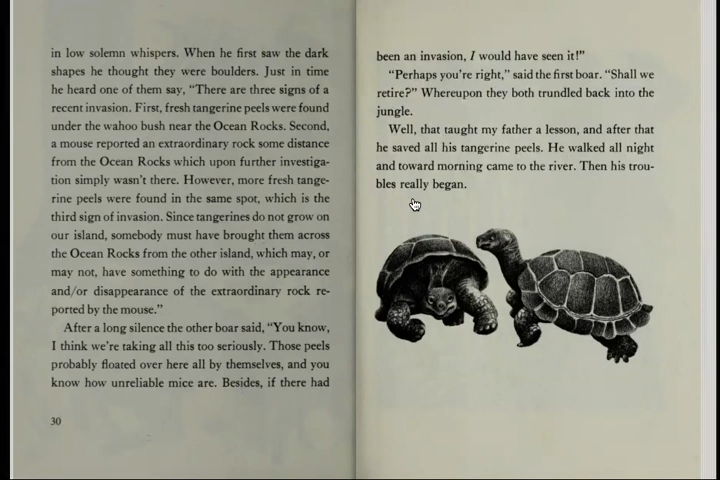 in low solemn whispers. When he first saw the dark
shapes he thought they were boulders. Just in time
he heard one of them say, "There are three signs of a
recent invasion. First, fresh tangerine peels were found
under the wahoo bush near the Ocean Rocks. Second,
a mouse reported an extraordinary rock some distance
from the Ocean Rocks which upon further investiga-
tion simply wasn't there. However, more fresh tange-
rine peels were found in the same spot, which is the
third sign of invasion. Since tangerines do not grow on
our island, somebody must have brought them across
the Ocean Rocks from the other island, which may, or
may not, have something to do with the appearance
and/or disappearance of the extraordinary rock re-
ported by the mouse."
After a long silence the other boar said, "You know,
I think we're taking all this too seriously. Those peels
probably floated over here all by themselves, and you
know how unreliable mice are. Besides, if there had
30
been an invasion, I would have seen it!"
"Perhaps you're right," said the first boar. "Shall we
retire?" Whereupon they both trundled back into the
jungle.
Well, that taught my father a lesson, and after that
he saved all his tangerine peels. He walked all night
and toward morning came to the river. Then his trou-
bles really began.